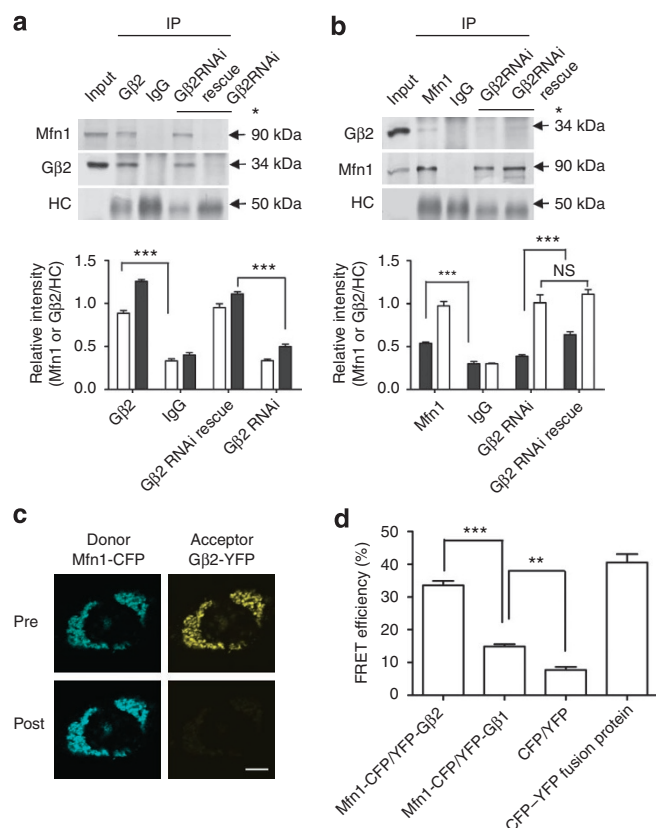 a
IP
Input
Gβ2
IgG
Gβ2RNAi
rescue
Gβ2RNAi
*
Mfn1
90 kDa
Gβ2
34 kDa
HC
50 kDa
Relative intensity
(Mfn1 or Gβ2/HC)
1.5
1.0
0.5
0.0
***
***
Gβ2
IgG
Gβ2 RNAi rescue
Gβ2 RNAi
b
IP
Input
Mfn1
IgG
Gβ2RNAi
Gβ2RNAi
rescue
*
Gβ2
34 kDa
Mfn1
90 kDa
HC
50 kDa
Relative intensity
(Mfn1 or Gβ2/HC)
1.5
1.0
0.5
0.0
***
***
NS
Mfn1
IgG
Gβ2 RNAi
Gβ2 RNAi rescue
c
Donor
Mfn1-CFP
Acceptor
Gβ2-YFP
Pre
Post
d
FRET efficiency (%)
50
40
30
20
10
0
***
**
Mfn1-CFP/YFP-Gβ2
Mfn1-CFP/YFP-Gβ1
CFP/YFP
CFP–YFP fusion protein